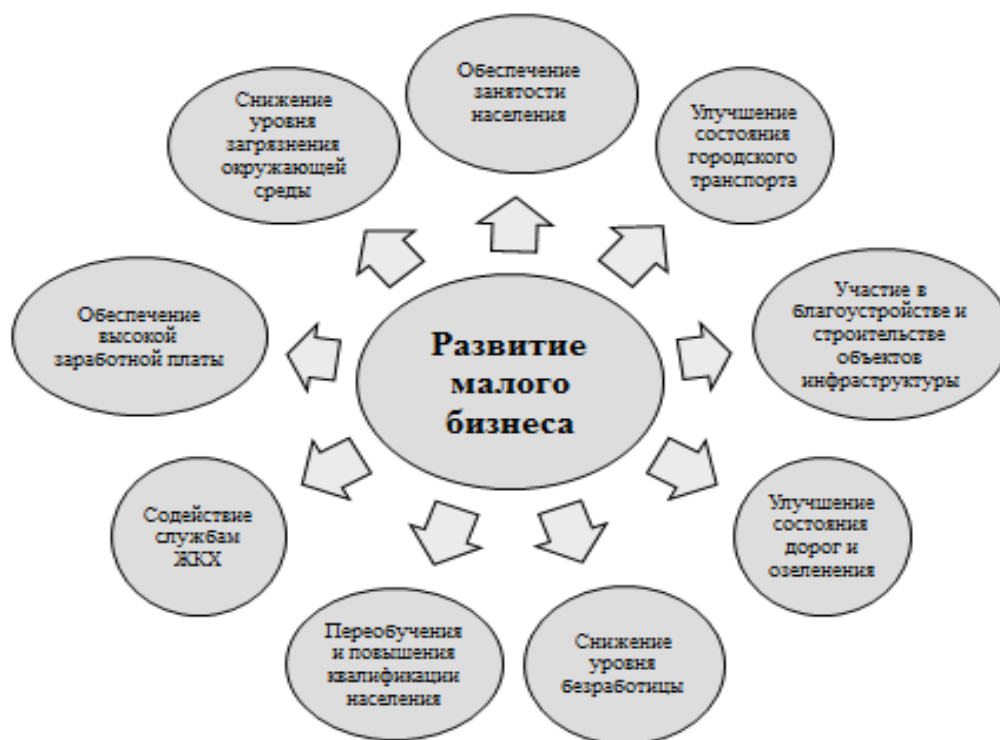 Обеспечение
занятости
населения
Улучшение
состояния
городского
транспорта
Участие в
благоустройстве и
строительстве
объектов
инфраструктуры
Улучшение
состояния
дорог и
озеленения
Снижение
уровня
безработицы
Переобучения
и повышения
квалификации
населения
Содействие
службам
ЖКХ
Обеспечение
высокой
заработной платы
Снижение
уровня
загрязнения
окружающей
среды
Развитие
малого
бизнеса